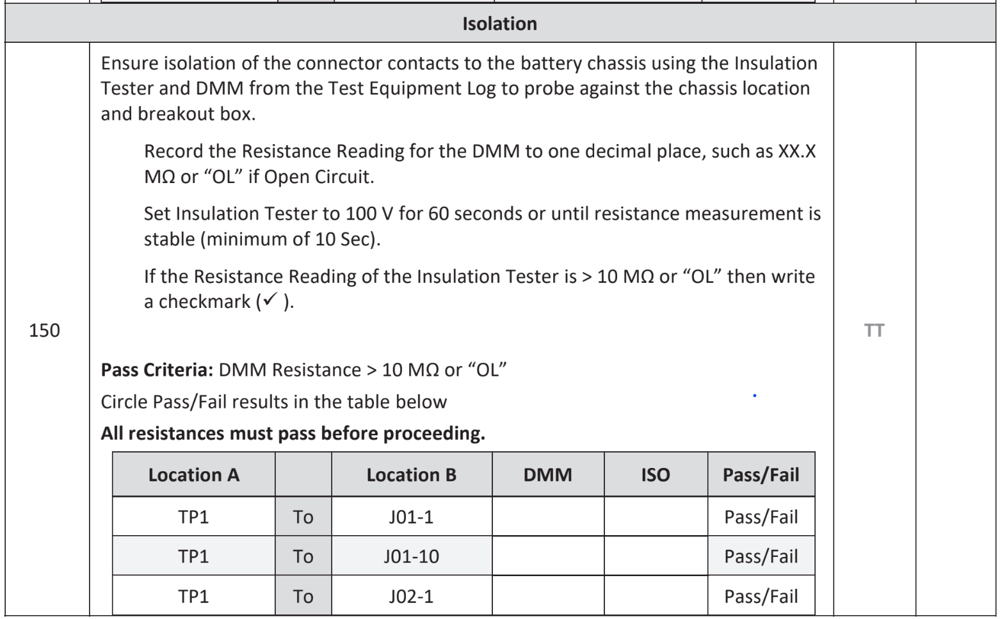 Isolation
Ensure isolation of the connector contacts to the battery chassis using the Insulation
Tester and DMM from the Test Equipment Log to probe against the chassis location
and breakout box.
Record the Resistance Reading for the DMM to one decimal place, such as XX.X
MΩ or “OL” if Open Circuit.
Set Insulation Tester to 100 V for 60 seconds or until resistance measurement is
stable (minimum of 10 Sec).
If the Resistance Reading of the Insulation Tester is > 10 MΩ or “OL” then write
a checkmark (✓ ).
150
TT
Pass Criteria: DMM Resistance > 10 MΩ or “OL”
Circle Pass/Fail results in the table below
All resistances must pass before proceeding.
Location A Location B DMM ISO Pass/Fail
TP1 To J01-1 Pass/Fail
TP1 To J01-10 Pass/Fail
TP1 To J02-1 Pass/Fail